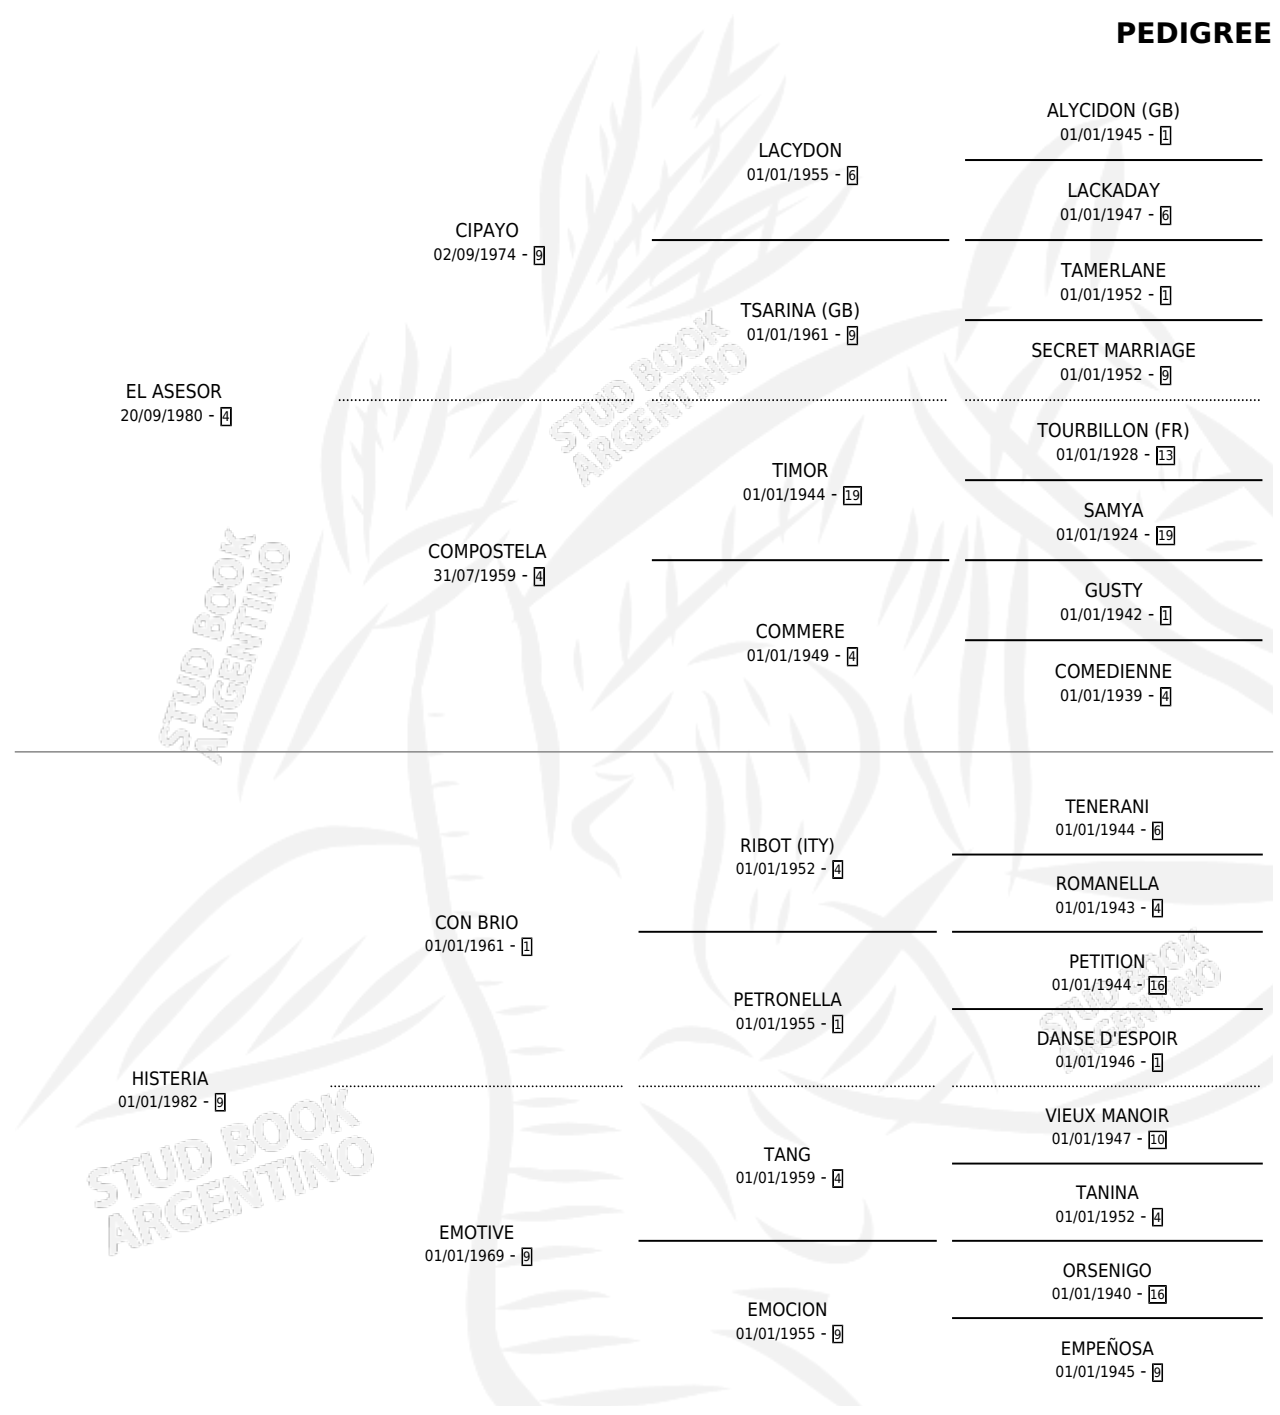 PEDIGREE
ALYCIDON (GB)
01/01/1945 - 1
LACYDON
01/01/1955 - 6
LACKADAY
01/01/1947 - 6
CIPAYO
02/09/1974 - 9
TAMERLANE
01/01/1952 - 1
TSARINA (GB)
01/01/1961 - 9
SECRET MARRIAGE
01/01/1952 - 9
EL ASESOR
20/09/1980 - 4
TOURBILLON (FR)
01/01/1928 - 13
TIMOR
01/01/1944 - 19
SAMYA
01/01/1924 - 19
COMPOSTELA
31/07/1959 - 4
GUSTY
01/01/1942 - 1
COMMERE
01/01/1949 - 4
COMEDIENNE
01/01/1939 - 4
TENERANI
01/01/1944 - 6
RIBOT (ITY)
01/01/1952 - 4
ROMANELLA
01/01/1943 - 4
CON BRIO
01/01/1961 - 1
PETITION
01/01/1944 - 16
PETRONELLA
01/01/1955 - 1
DANSE D'ESPOIR
01/01/1946 - 1
HISTERIA
01/01/1982 - 9
VIEUX MANOIR
01/01/1947 - 10
TANG
01/01/1959 - 4
TANINA
01/01/1952 - 4
EMOTIVE
01/01/1969 - 9
ORSENIGO
01/01/1940 - 16
EMOCION
01/01/1955 - 9
EMPEÑOSA
01/01/1945 - 9
STUD BOOK
ARGENTINO
STUD BOOK
ARGENTINO
STUD BOOK
ARGENTINO
STUD BOOK
ARGENTINO